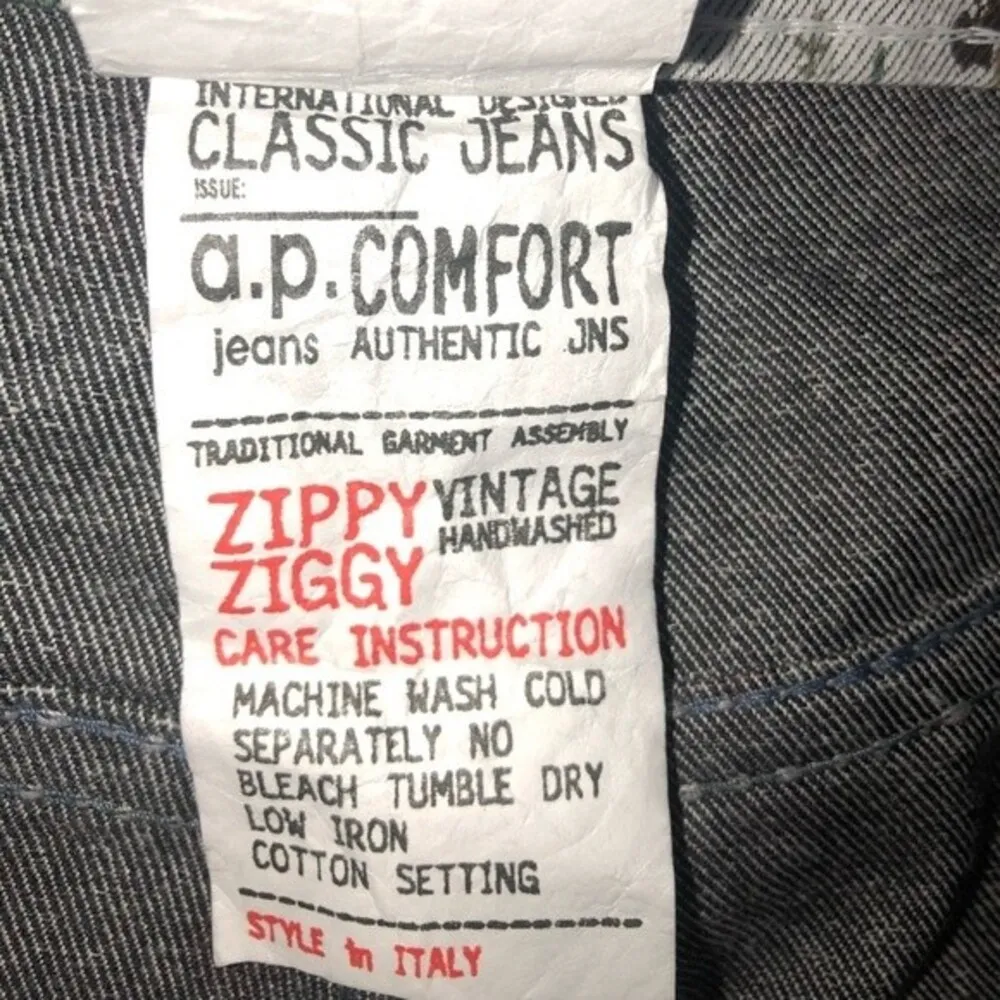 INTERNATIONAL DESIGNED
CLASSIC JEANS
ISSUE:
a.p. COMFORT
jeans AUTHENTIC JNS
TRADITIONAL GARMENT ASSEMBLY
ZIPPY VINTAGE
HANDWASHED
ZIGGY
CARE INSTRUCTION
MACHINE WASH COLD
SEPARATELY NO
BLEACH TUMBLE DRY
LOW IRON
COTTON SETTING
STYLE in ITALY